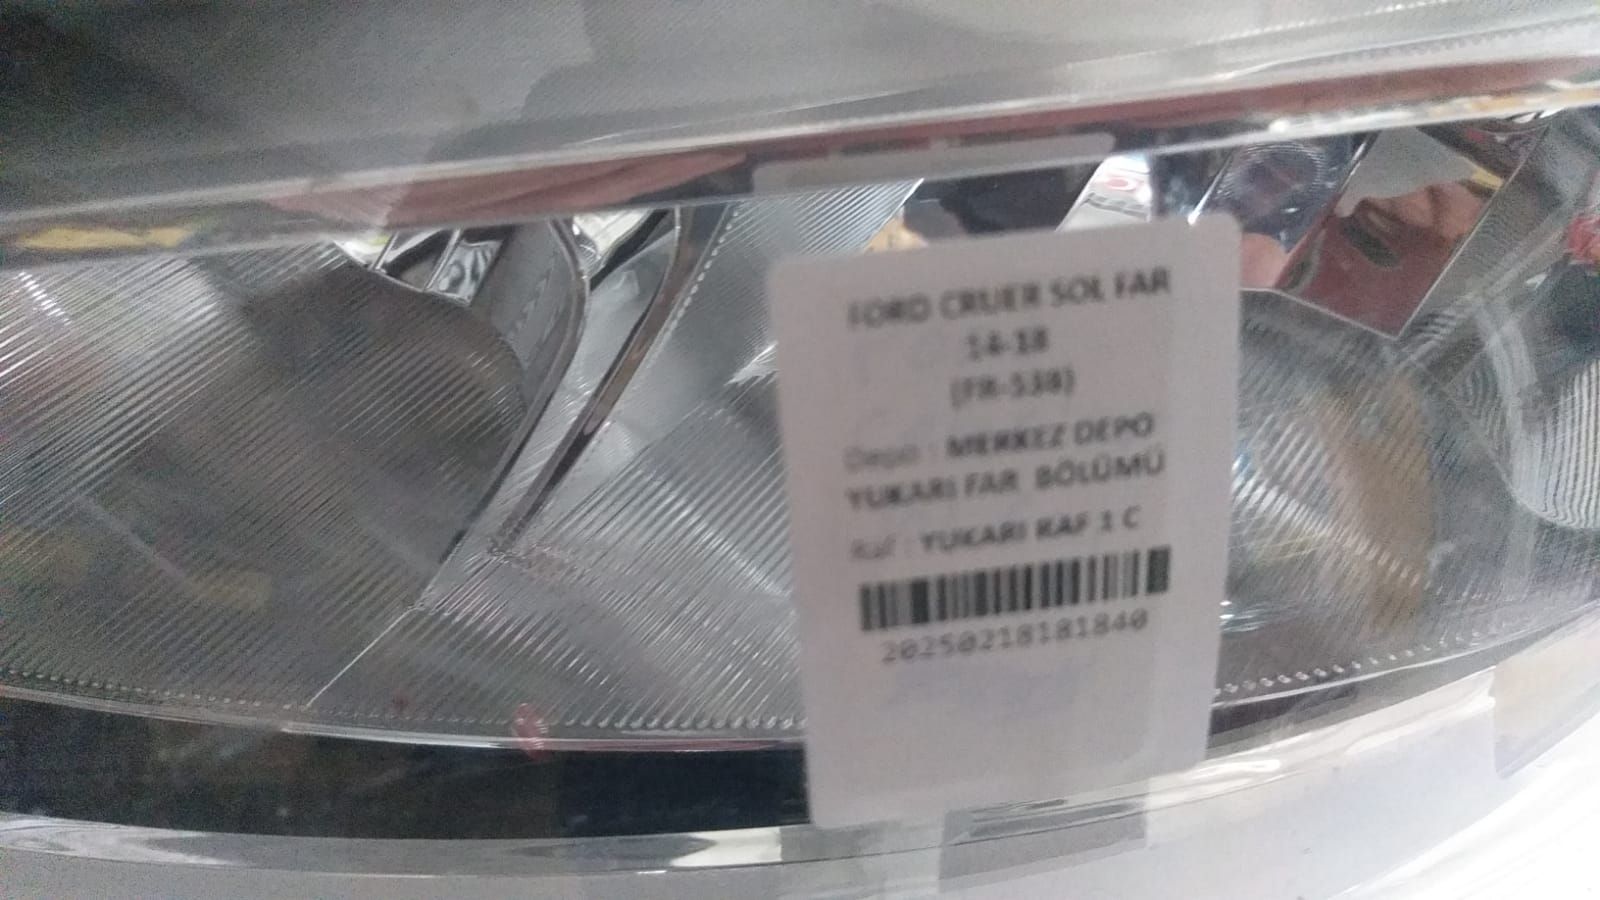 FORD CRUER SOL FAR
14-18
(FR-538)
Depo : MERKEZ DEPO
YUKARI FAR BÖLÜMÜ
Raf : YUKARI RAF 1 C
20250218181840